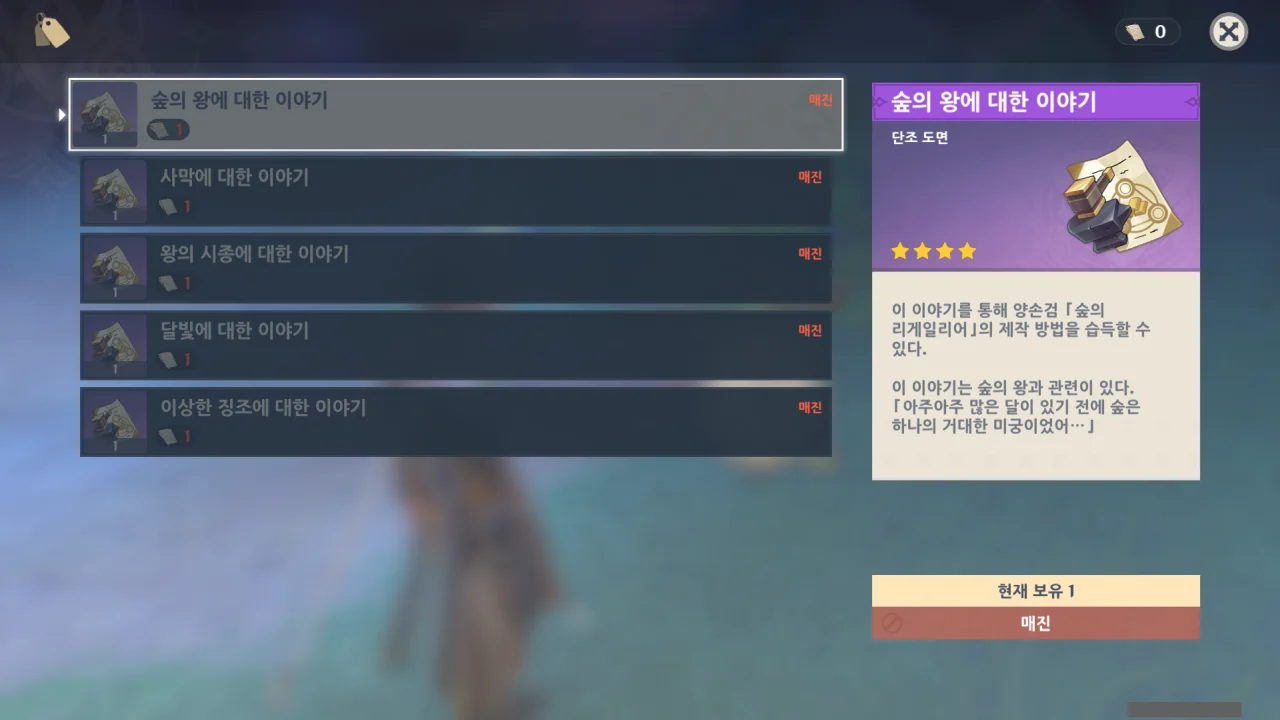 0
숲의 왕에 대한 이야기
매진
1
1
사막에 대한 이야기
매진
1
1
왕의 시종에 대한 이야기
매진
1
1
달빛에 대한 이야기
매진
1
1
이상한 징조에 대한 이야기
매진
1
1
숲의 왕에 대한 이야기
단조 도면
이 이야기를 통해 양손검 「숲의
리게일리어」의 제작 방법을 습득할 수
있다.
이 이야기는 숲의 왕과 관련이 있다.
「아주아주 많은 달이 있기 전에 숲은
하나의 거대한 미궁이었어…」
현재 보유 1
매진